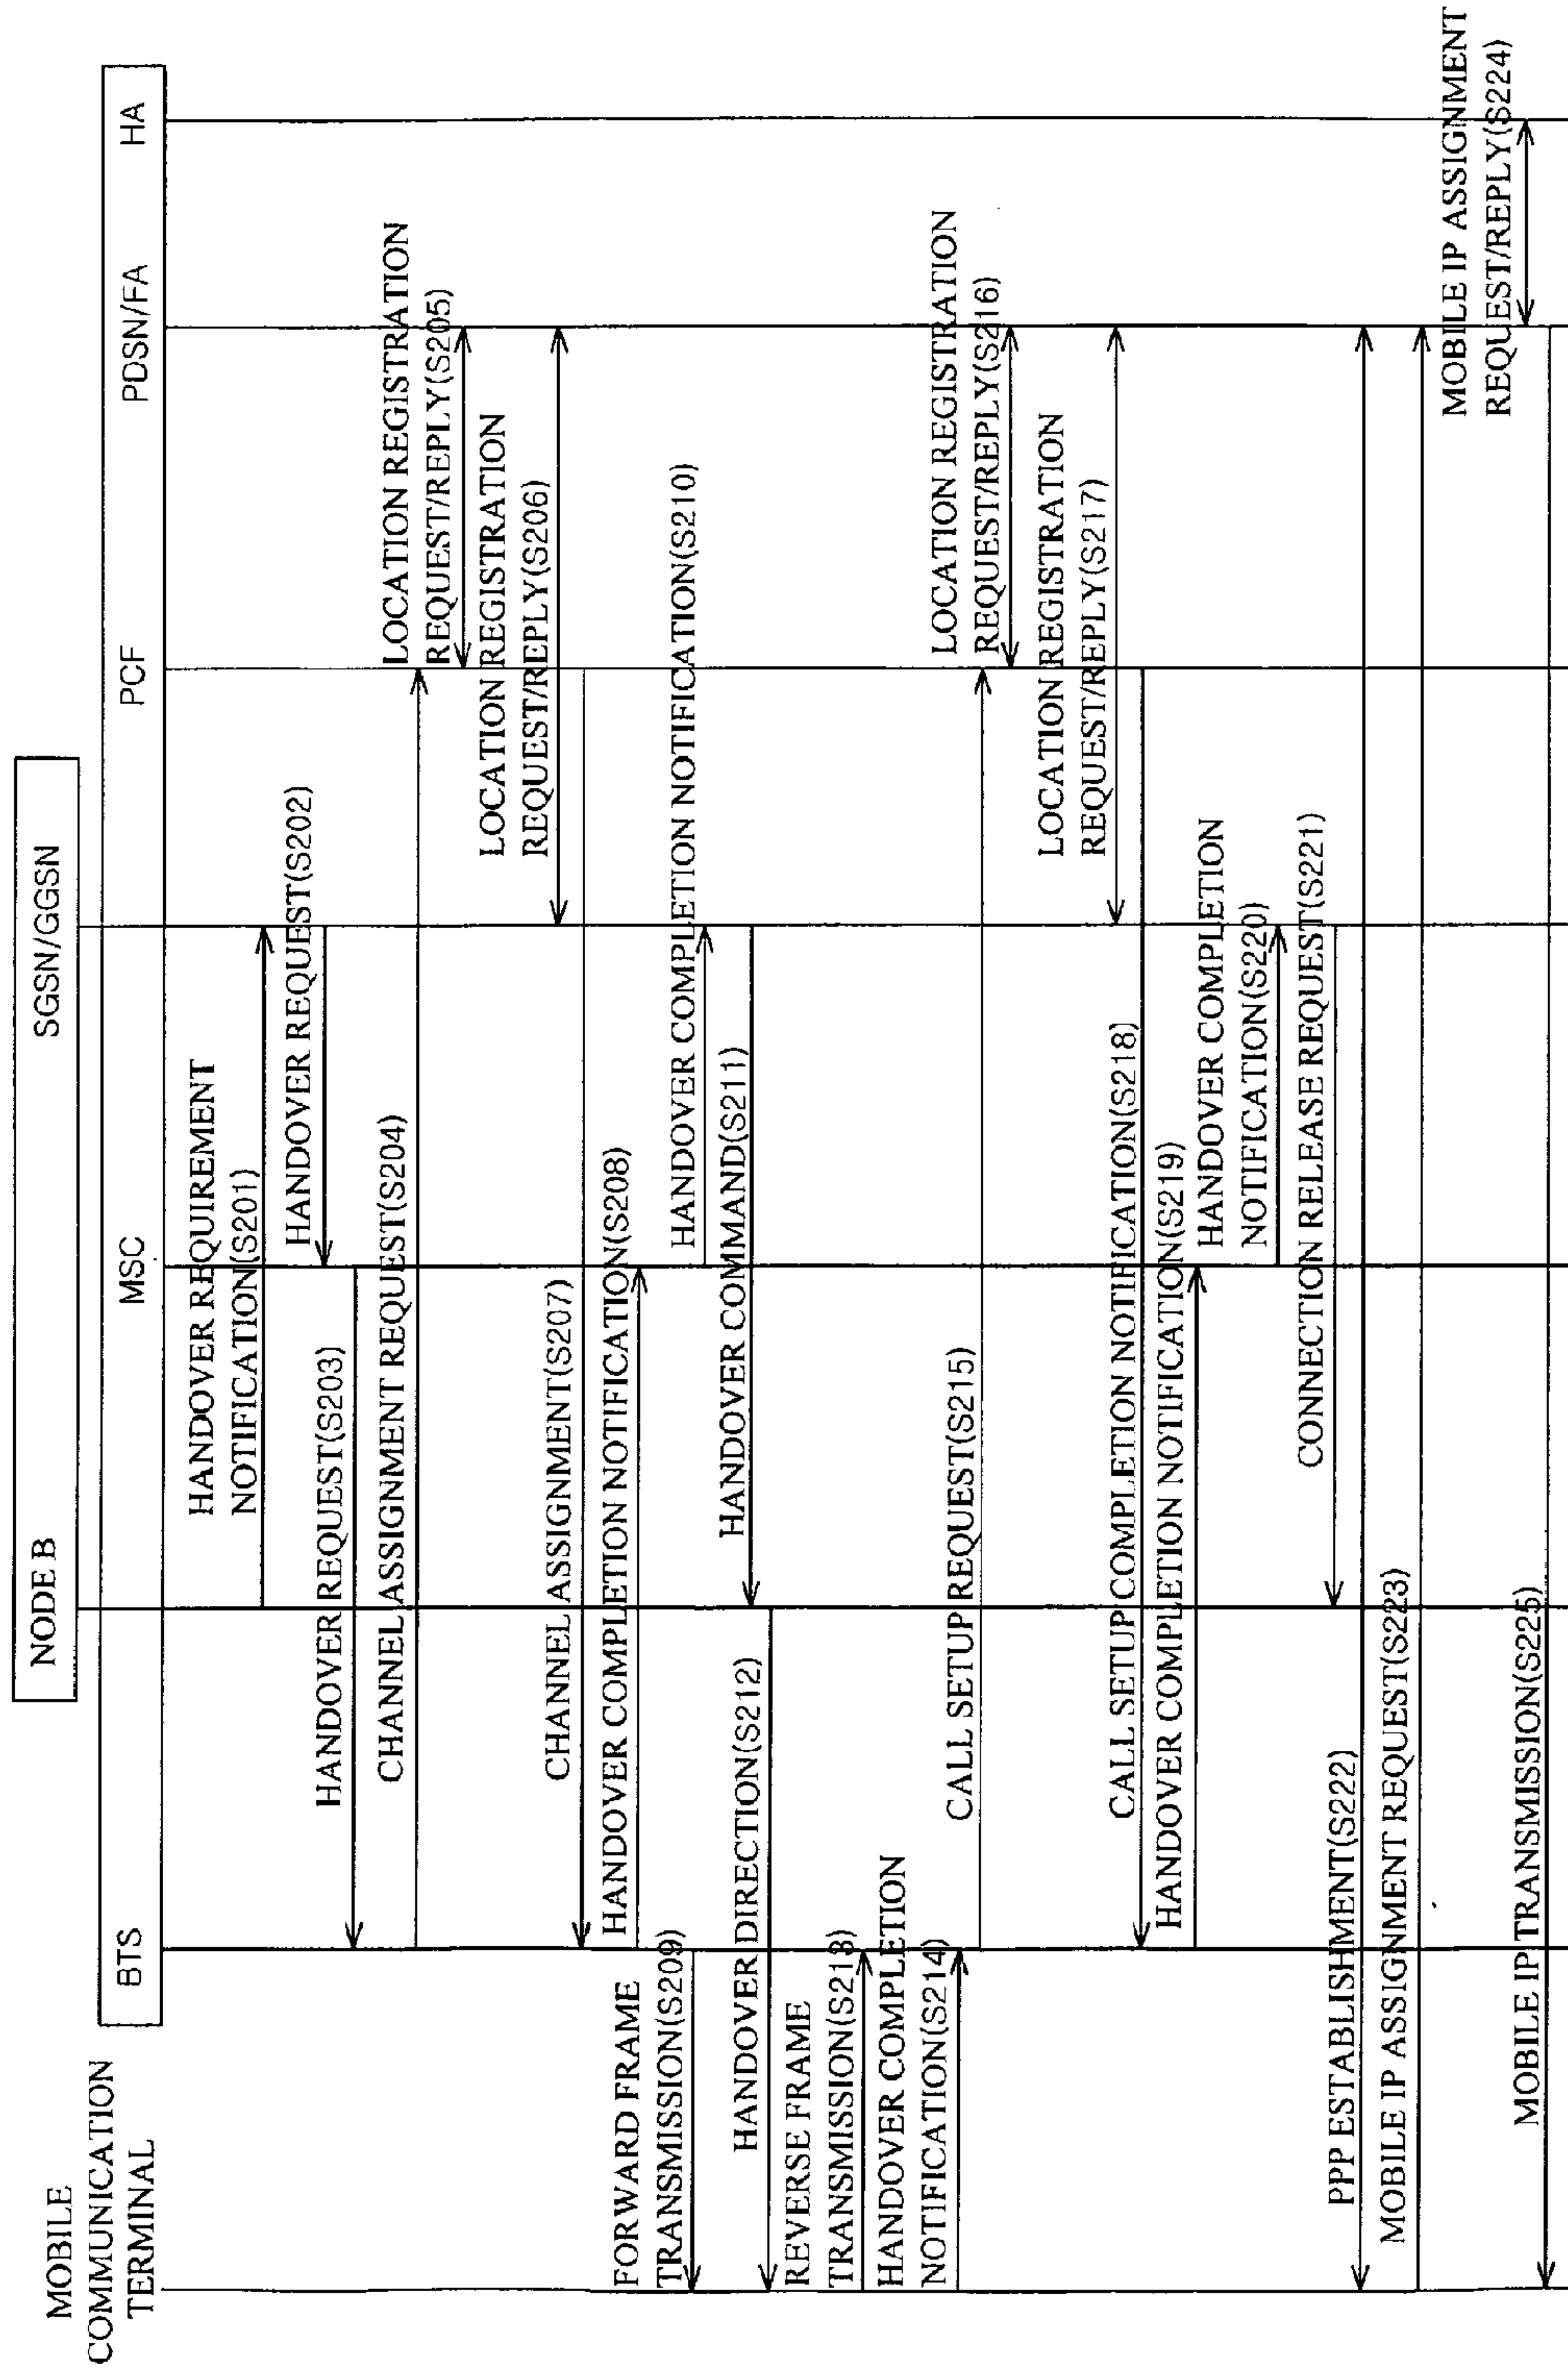 MOBILE
COMMUNICATION
TERMINAL
NODE B
SGSN/GGSN
BTS
MSC
PCF
PDSN/FA
HA
HANDOVER REQUIREMENT
NOTIFICATION(S201)
HANDOVER REQUEST(S202)
HANDOVER REQUEST(S203)
CHANNEL ASSIGNMENT REQUEST(S204)
LOCATION REGISTRATION
REQUEST/REPLY(S205)
LOCATION REGISTRATION
REQUEST/REPLY(S206)
CHANNEL ASSIGNMENT(S207)
HANDOVER COMPLETION NOTIFICATION(S208)
FORWARD FRAME
TRANSMISSION(S209)
HANDOVER COMPLETION NOTIFICATION(S210)
HANDOVER COMMAND(S211)
HANDOVER DIRECTION(S212)
REVERSE FRAME
TRANSMISSION(S213)
HANDOVER COMPLETION
NOTIFICATION(S214)
CALL SETUP REQUEST(S215)
LOCATION REGISTRATION
REQUEST/REPLY(S216)
LOCATION REGISTRATION
REQUEST/REPLY(S217)
CALL SETUP COMPLETION NOTIFICATION(S218)
HANDOVER COMPLETION NOTIFICATION(S219)
HANDOVER COMPLETION
NOTIFICATION(S220)
CONNECTION RELEASE REQUEST(S221)
PPP ESTABLISHMENT(S222)
MOBILE IP ASSIGNMENT REQUEST(S223)
MOBILE IP ASSIGNMENT
REQUEST/REPLY(S224)
MOBILE IP TRANSMISSION(S225)